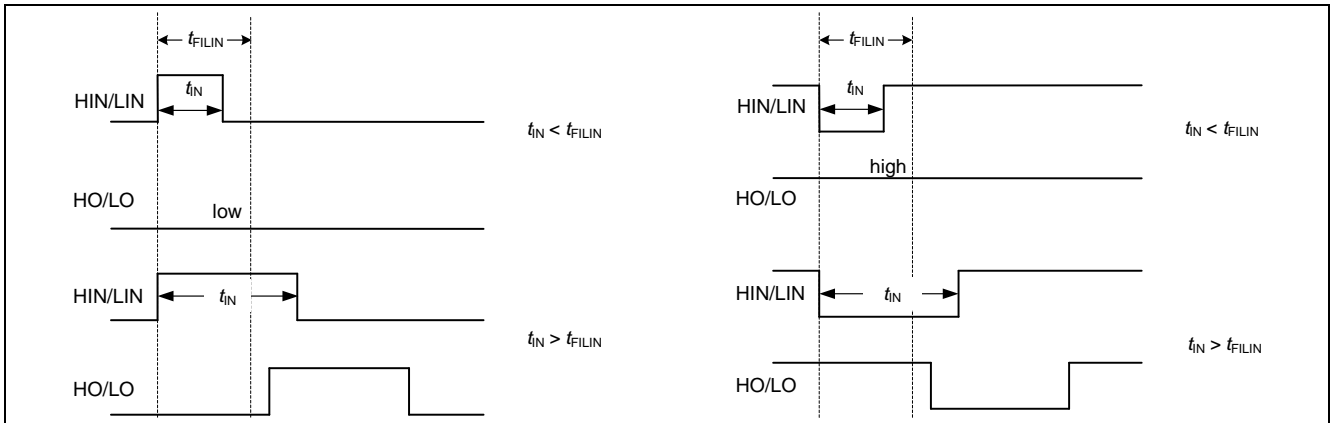 tFILIN
HIN/LIN
tIN
tIN < tFILIN
HO/LO
low
HIN/LIN
tIN
tIN > tFILIN
HO/LO
tFILIN
HIN/LIN
tIN
tIN < tFILIN
high
HO/LO
HIN/LIN
tIN
tIN > tFILIN
HO/LO